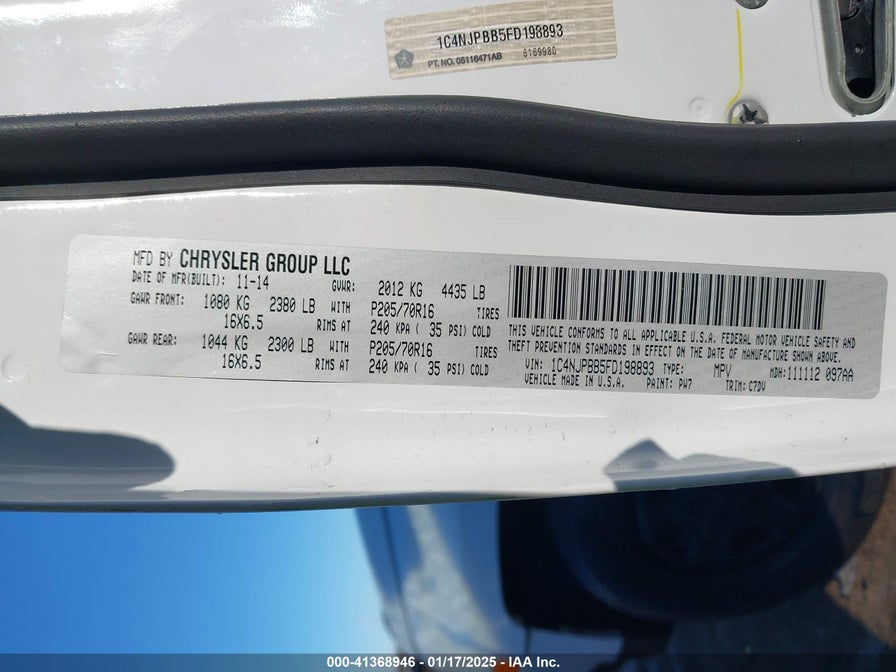 1C4NJPBB5FD198893
PT. NO. 05116471AB 6169980
MFD BY CHRYSLER GROUP LLC
DATE OF MFR(BUILT): 11-14 GVWR: 2012 KG 4435 LB
GAWR FRONT: 1080 KG 2380 LB WITH P205/70R16 TIRES
16X6.5 RIMS AT 240 KPA ( 35 PSI) COLD
GAWR REAR: 1044 KG 2300 LB WITH P205/70R16 TIRES
16X6.5 RIMS AT 240 KPA ( 35 PSI) COLD
THIS VEHICLE CONFORMS TO ALL APPLICABLE U.S.A. FEDERAL MOTOR VEHICLE SAFETY AND
THEFT PREVENTION STANDARDS IN EFFECT ON THE DATE OF MANUFACTURE SHOWN ABOVE.
VIN: 1C4NJPBB5FD198893 TYPE: MPV MDH: 111112 097AA
VEHICLE MADE IN U.S.A. PAINT: PW7 TRIM: C7DV
000-41368946 — 01/17/2025 — IAA Inc.